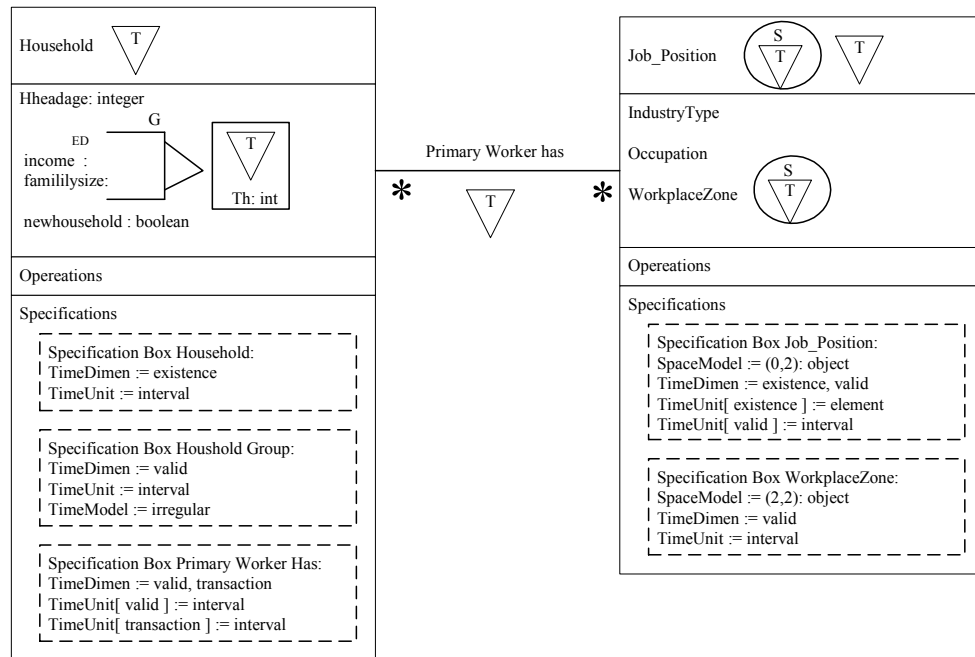 Household
T
Hheadage: integer
G
ED
income :
famililysize:
T
Th: int
newhousehold : boolean
Opereations
Specifications
Specification Box Household:
TimeDimen := existence
TimeUnit := interval
Specification Box Houshold Group:
TimeDimen := valid
TimeUnit := interval
TimeModel := irregular
Specification Box Primary Worker Has:
TimeDimen := valid, transaction
TimeUnit[ valid ] := interval
TimeUnit[ transaction ] := interval
Primary Worker has
* *
T
Job_Position
S
T
T
IndustryType
Occupation
WorkplaceZone
S
T
Opereations
Specifications
Specification Box Job_Position:
SpaceModel := (0,2): object
TimeDimen := existence, valid
TimeUnit[ existence ] := element
TimeUnit[ valid ] := interval
Specification Box WorkplaceZone:
SpaceModel := (2,2): object
TimeDimen := valid
TimeUnit := interval